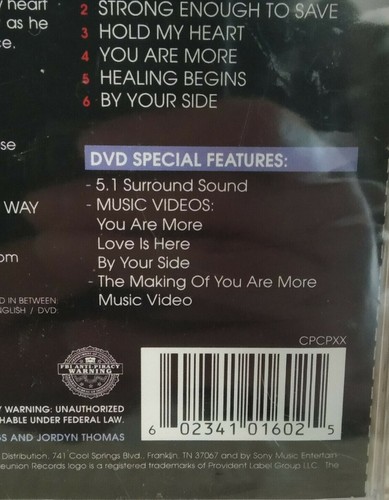 heart
2 STRONG ENOUGH TO SAVE
as he
3 HOLD MY HEART
e.
4 YOU ARE MORE
5 HEALING BEGINS
6 BY YOUR SIDE
se
DVD SPECIAL FEATURES:
- 5.1 Surround Sound
WAY
- MUSIC VIDEOS:
You Are More
Love Is Here
om
By Your Side
- The Making Of You Are More
D IN BETWEEN:
Music Video
NGLISH / DVD:
CPCPXX
FBI ANTI-PIRACY
WARNING
Y WARNING: UNAUTHORIZED
HABLE UNDER FEDERAL LAW.
GS AND JORDYN THOMAS
6 02341 01602 5
Distribution, 741 Cool Springs Blvd., Franklin, TN 37067 and by Sony Music Entertain
eunion Records logo is a registered trademarks of Provident Label Group LLC. The